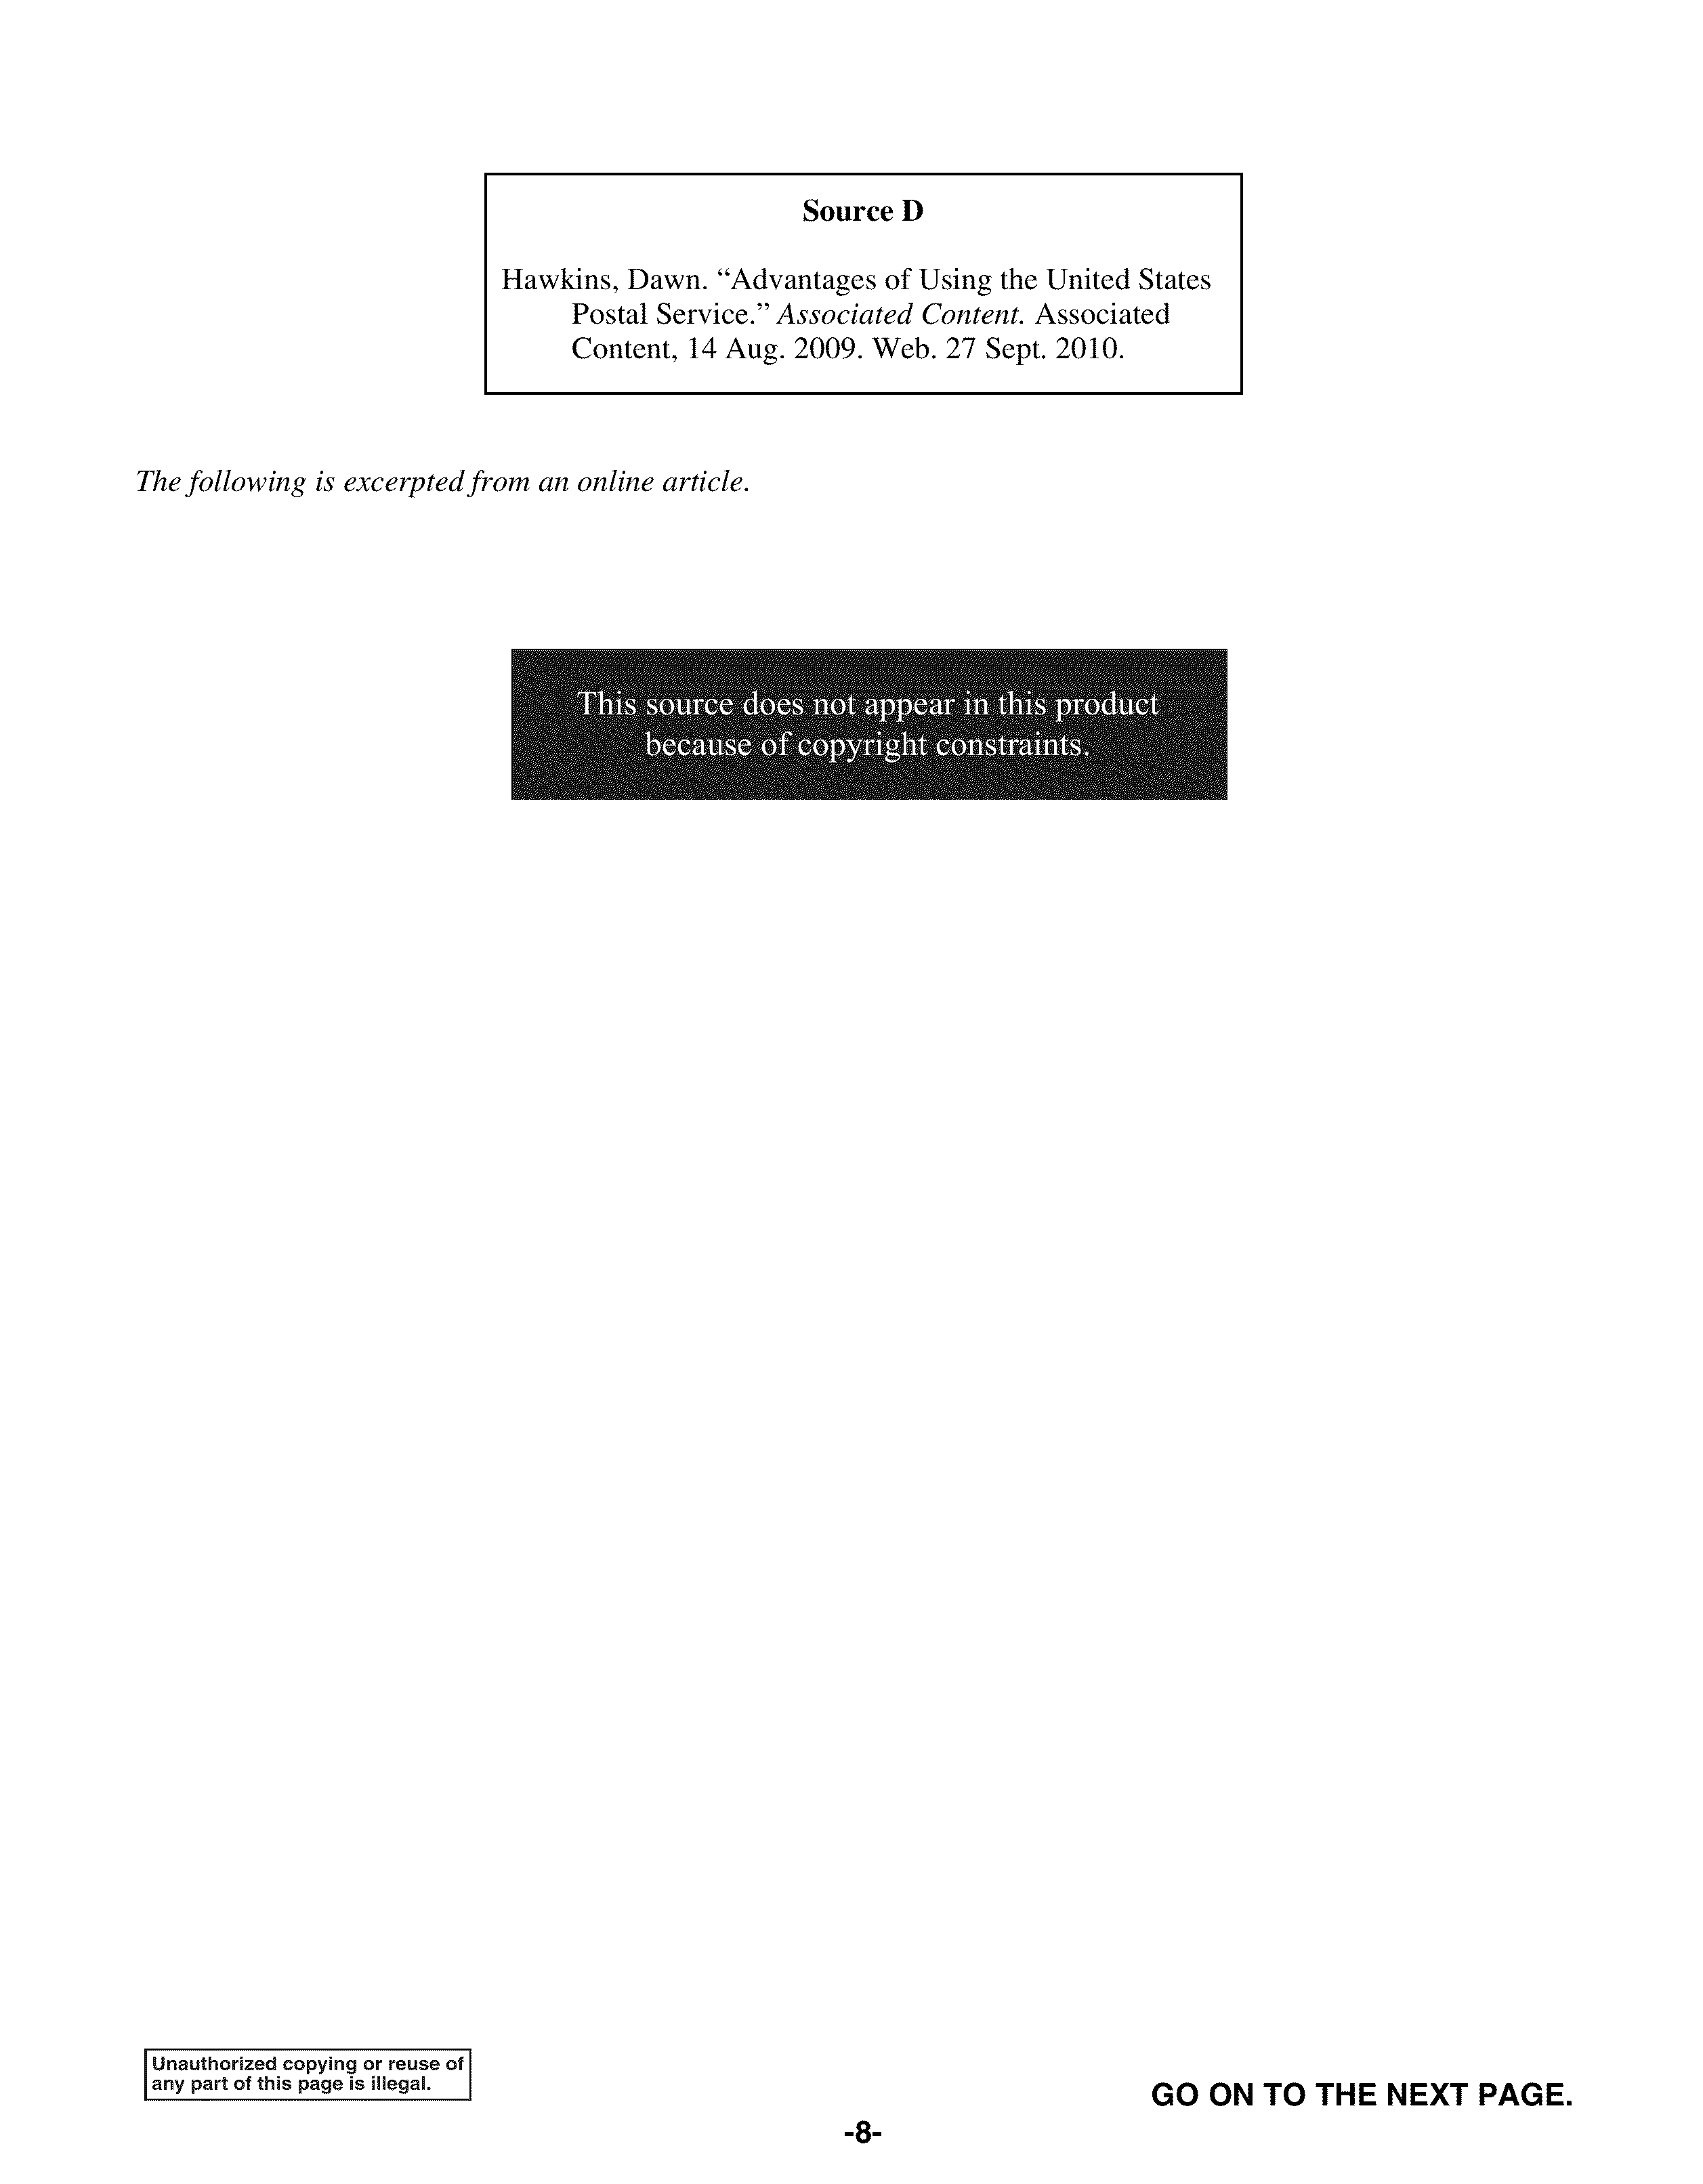 Source D
Hawkins, Dawn. “Advantages of Using the United States
Postal Service.” Associated Content. Associated
Content, 14 Aug. 2009. Web. 27 Sept. 2010.
The following is excerpted from an online article.
This source does not appear in this product
because of copyright constraints.
Unauthorized copying or reuse of
any part of this page is illegal.
GO ON TO THE NEXT PAGE.
-8-